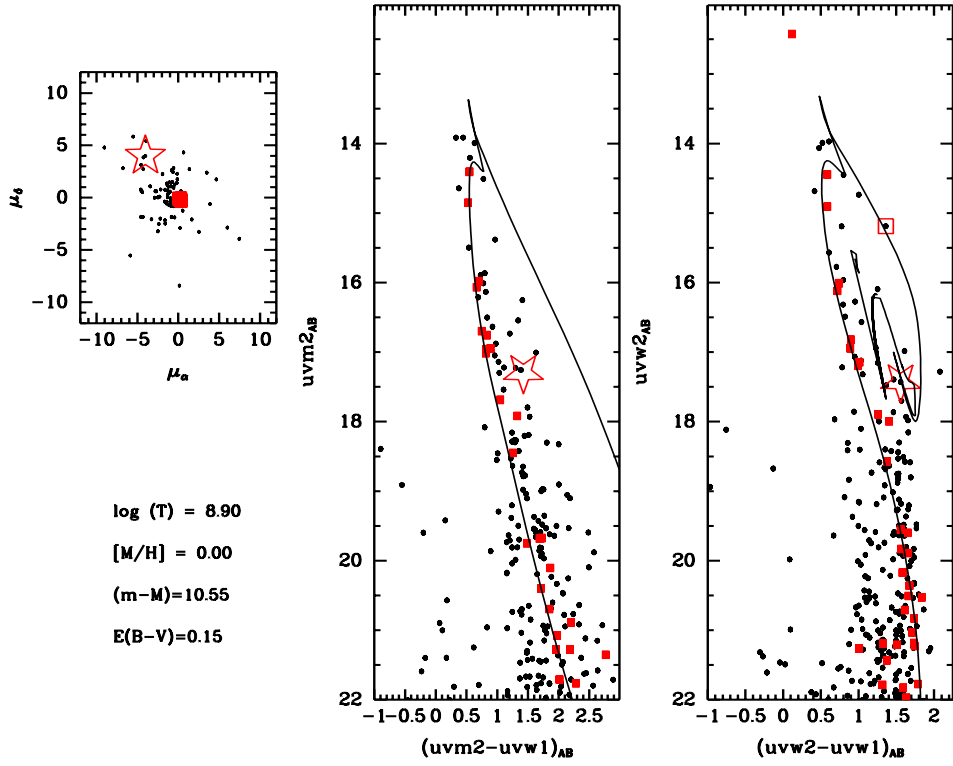 10
5
0
-5
-10
-10 -5 0 5 10
μα
μδ
log (T) = 8.90
[M/H] = 0.00
(m-M)=10.55
E(B-V)=0.15
14
16
18
20
22
-1 -0.5 0 0.5 1 1.5 2 2.5
(uvm2-uvw1)AB
uvm2AB
14
16
18
20
22
-1 -0.5 0 0.5 1 1.5 2
(uvw2-uvw1)AB
uvw2AB